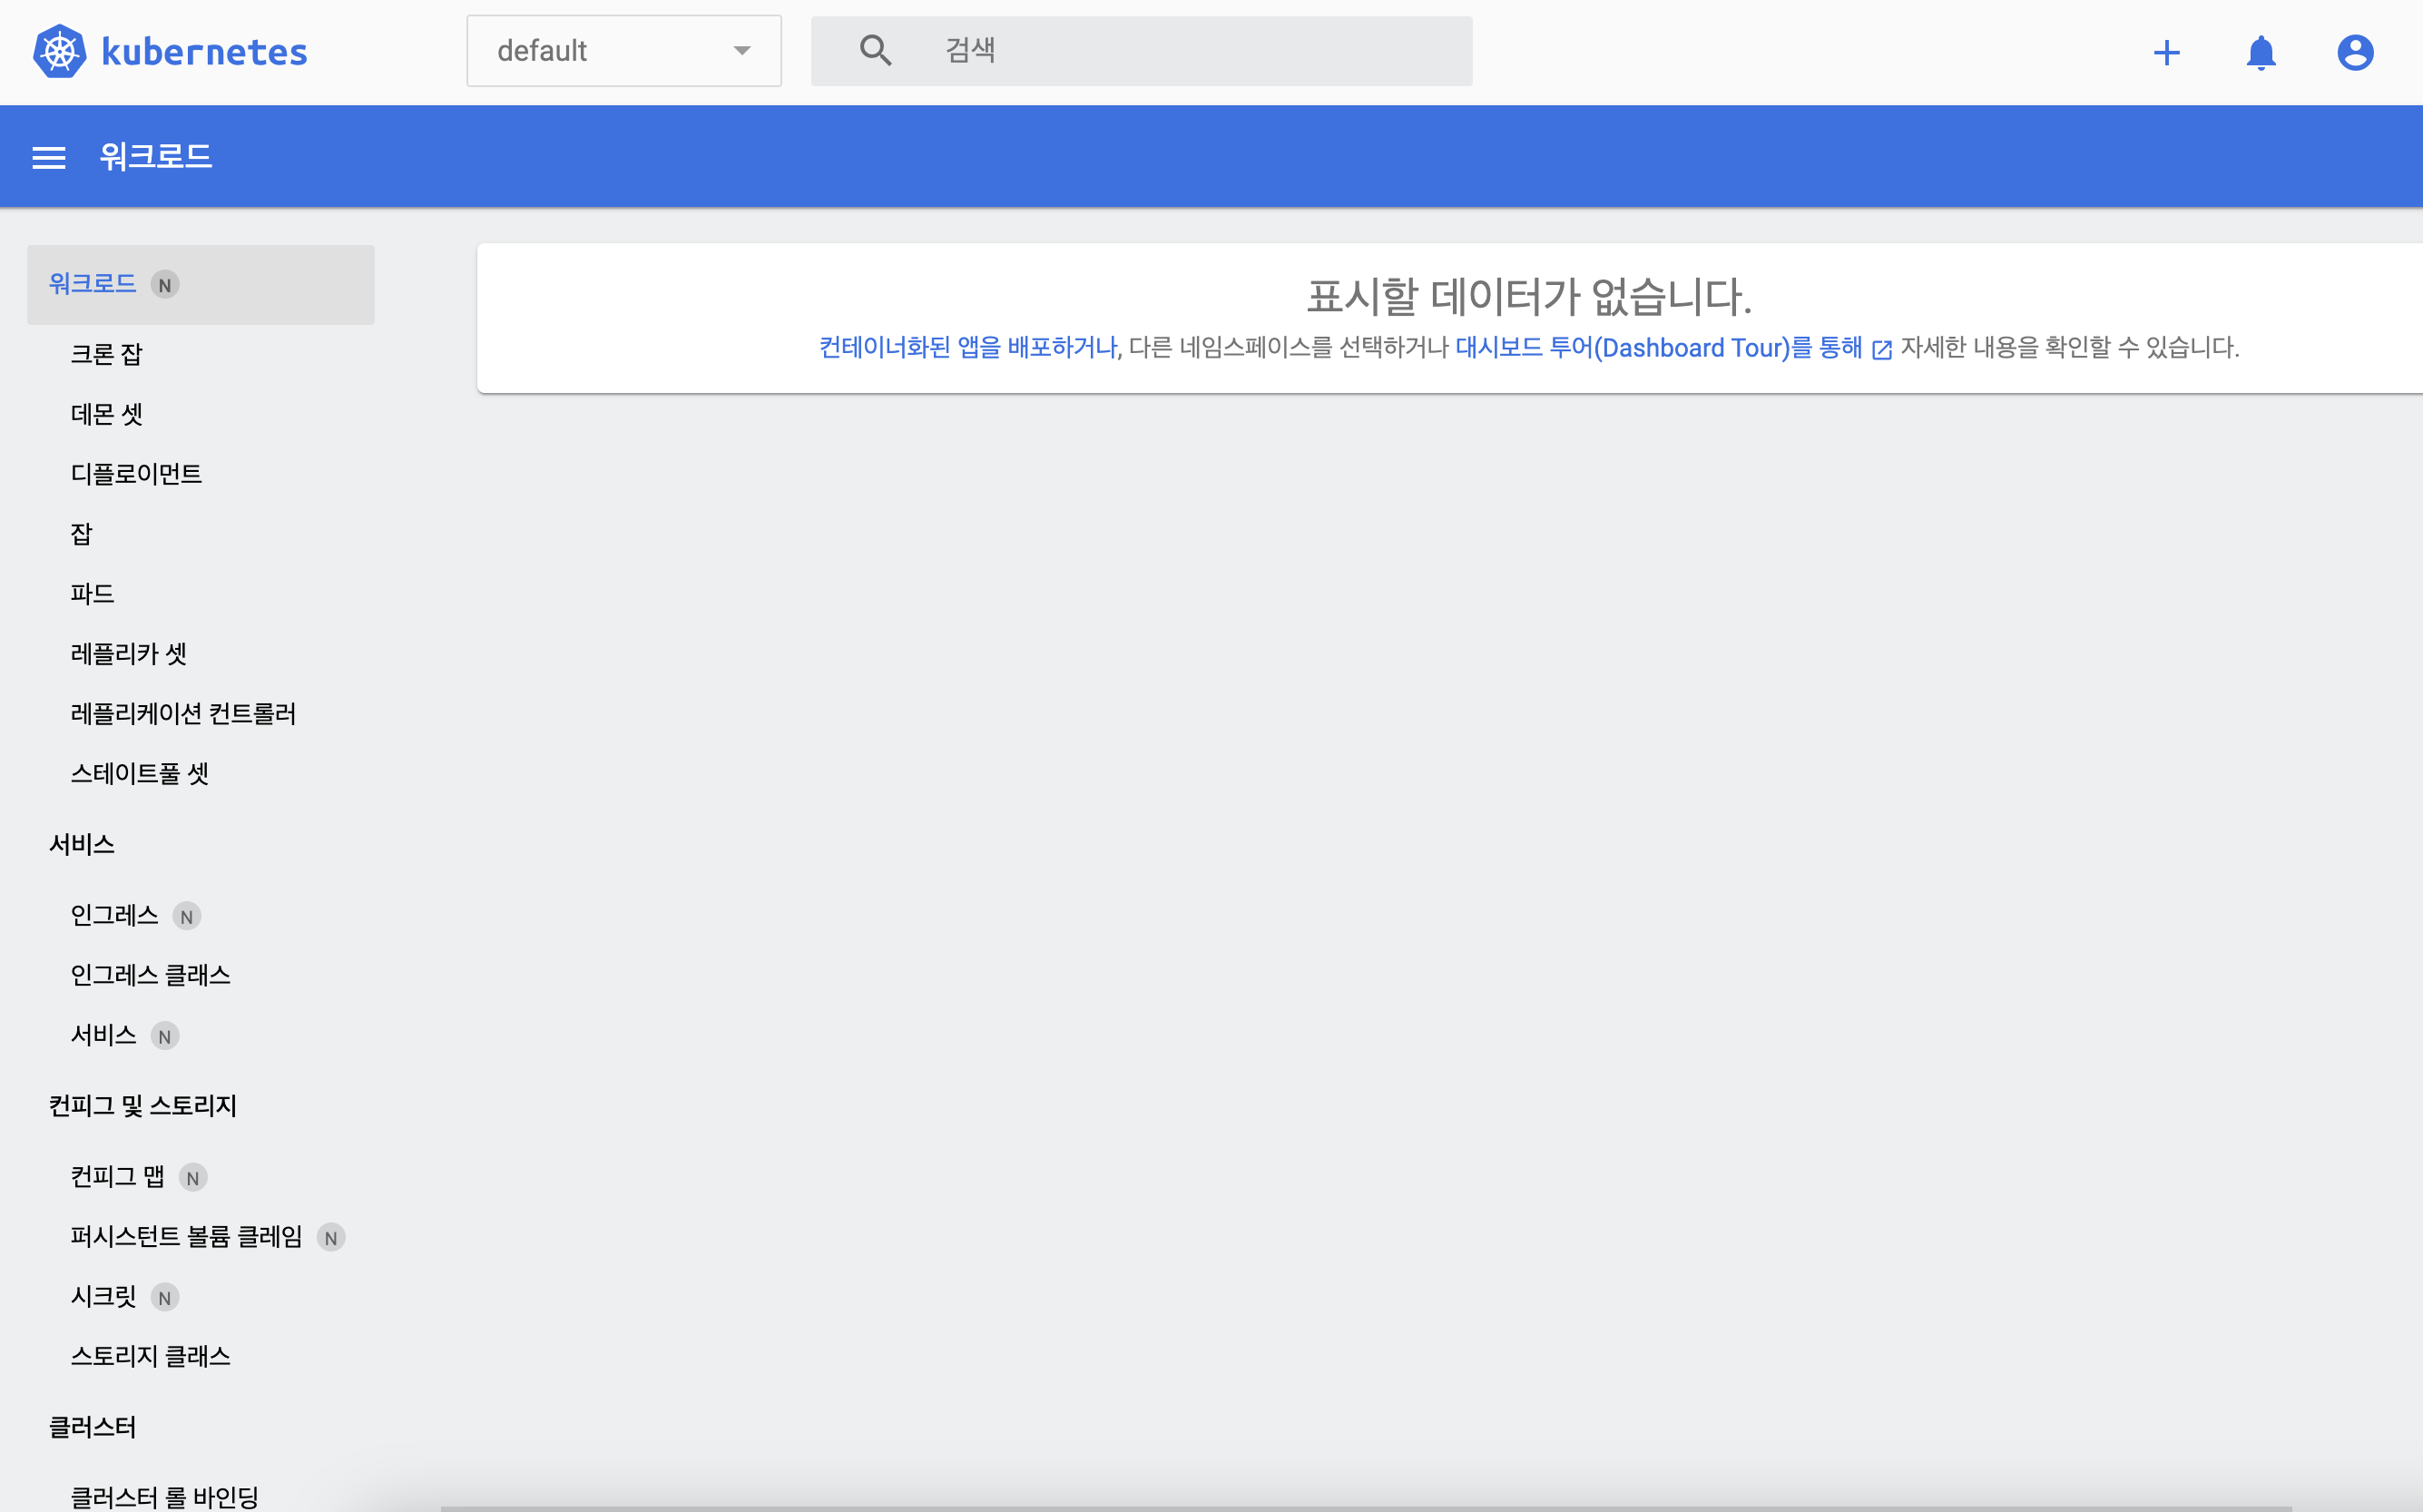 kubernetes
default
검색
워크로드
워크로드 N
크론 잡
데몬 셋
디플로이먼트
잡
파드
레플리카 셋
레플리케이션 컨트롤러
스테이트풀 셋
서비스
인그레스 N
인그레스 클래스
서비스 N
컨피그 및 스토리지
컨피그 맵 N
퍼시스턴트 볼륨 클레임 N
시크릿 N
스토리지 클래스
클러스터
클러스터 롤 바인딩
표시할 데이터가 없습니다.
컨테이너화된 앱을 배포하거나, 다른 네임스페이스를 선택하거나 대시보드 투어(Dashboard Tour)를 통해 자세한 내용을 확인할 수 있습니다.